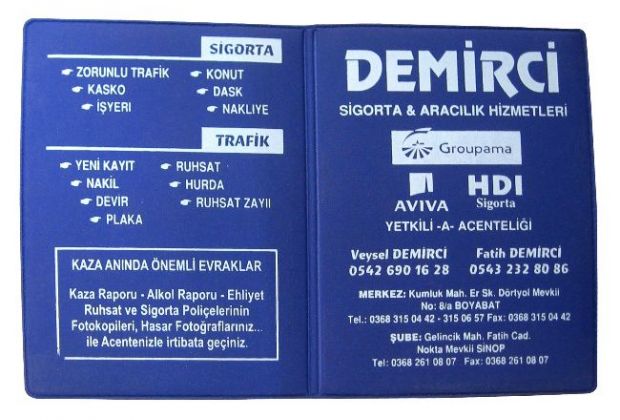 SİGORTA
ZORUNLU TRAFİK
KONUT
KASKO
DASK
İŞYERİ
NAKLIYE
TRAFİK
YENİ KAYIT
RUHSAT
NAKİL
HURDA
DEVİR
RUHSAT ZAYII
PLAKA
KAZA ANINDA ÖNEMLİ EVRAKLAR
Kaza Raporu - Alkol Raporu - Ehliyet
Ruhsat ve Sigorta Poliçelerinin
Fotokopileri, Hasar Fotoğraflarınız...
ile Acentenizle irtibata geçiniz.
DEMİRCİ
SİGORTA & ARACILIK HİZMETLERİ
Groupama
AVIVA
HDI
Sigorta
YETKİLİ -A- ACENTELİĞİ
Veysel DEMİRCİ
0542 690 16 28
Fatih DEMİRCİ
0543 232 80 86
MERKEZ: Kumluk Mah. Er Sk. Dörtyol Mevkii
No: 8/a BOYABAT
Tel.: 0368 315 04 42 - 315 06 57 Fax: 0368 315 04 42
ŞUBE: Gelincik Mah. Fatih Cad.
Nokta Mevkii SİNOP
Tel: 0368 261 08 07 Fax: 0368 261 08 07